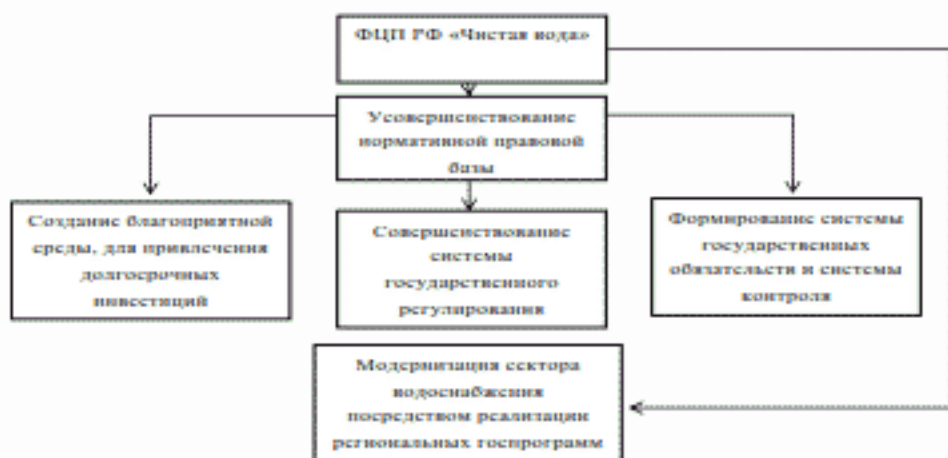 ФЦП РФ «Чистая вода»
Усовершенствование
нормативной правовой
базы
Создание благоприятной
среды, для привлечения
долгосрочных
инвестиций
Совершенствование
системы
государственного
регулирования
Формирование системы
государственных
обязательств и системы
контроля
Модернизация сектора
водоснабжения
посредством реализации
региональных госпрограмм